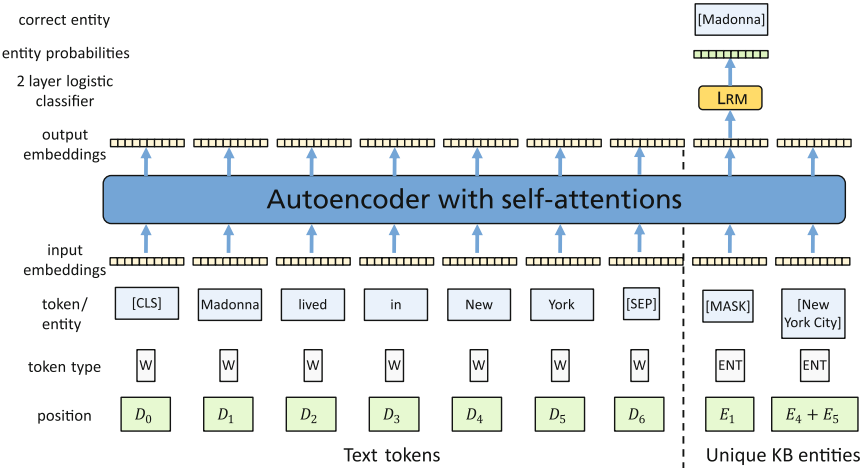 correct entity
[Madonna]
entity probabilities
2 layer logistic
classifier
LRM
output
embeddings
Autoencoder with self-attentions
input
embeddings
token/
entity
[CLS] Madonna lived in New York [SEP] [MASK] [New
York City]
token type W W W W W W W ENT ENT
position D0 D1 D2 D3 D4 D5 D6 E1 E4 + E5
Text tokens Unique KB entities